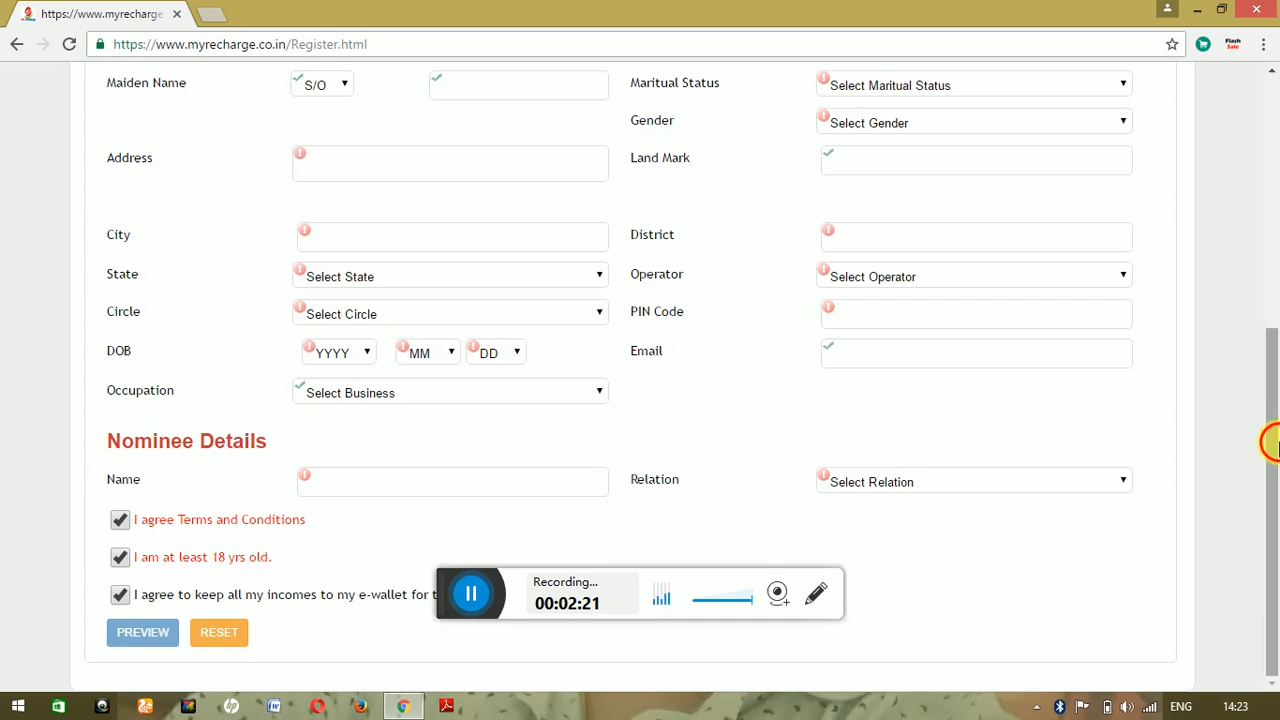 https://www.myrecharge.
https://www.myrecharge.co.in/Register.html
Flash
Sale
Maiden Name
S/O
Maritual Status
Select Maritual Status
Gender
Select Gender
Address
Land Mark
City
District
State
Select State
Operator
Select Operator
Circle
Select Circle
PIN Code
DOB
YYYY
MM
DD
Email
Occupation
Select Business
Nominee Details
Name
Relation
Select Relation
I agree Terms and Conditions
I am at least 18 yrs old.
I agree to keep all my incomes to my e-wallet for t
Recording...
00:02:21
PREVIEW
RESET
ENG
14:23